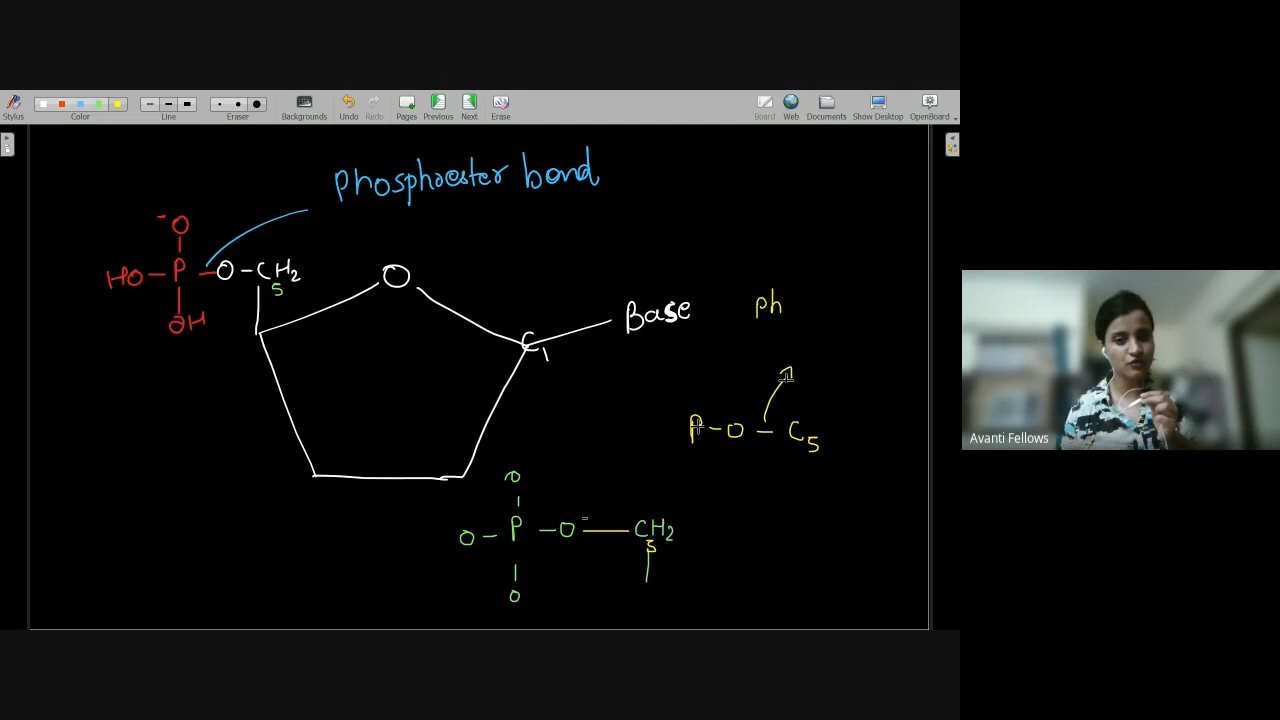 Stylus
Color
Line
Eraser
Backgrounds
Undo
Redo
Pages
Previous
Next
Erase
Board
Web
Documents
Show Desktop
OpenBoard
Phosphoester bond
-O
HO-P-O-CH2
5
OH
O
C1
Base
ph
P-O-C5
O
O-P-O-CH2
5
O
Avanti Fellows